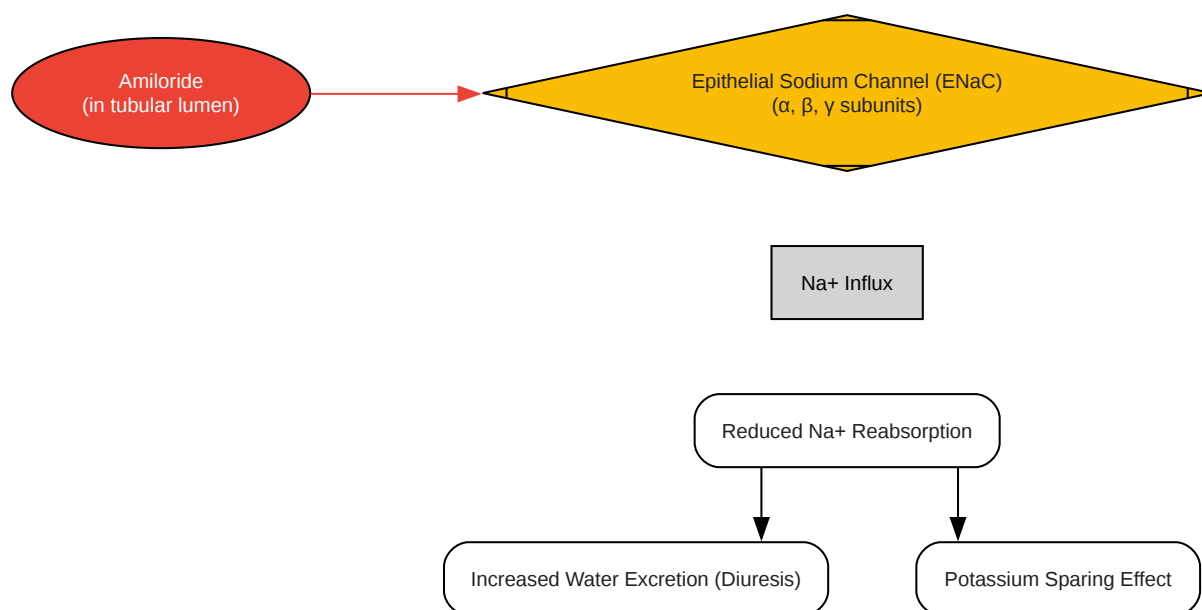 Amiloride
(in tubular lumen)
Epithelial Sodium Channel (ENaC)
(α, β, γ subunits)
Na+ Influx
Reduced Na+ Reabsorption
Increased Water Excretion (Diuresis)
Potassium Sparing Effect